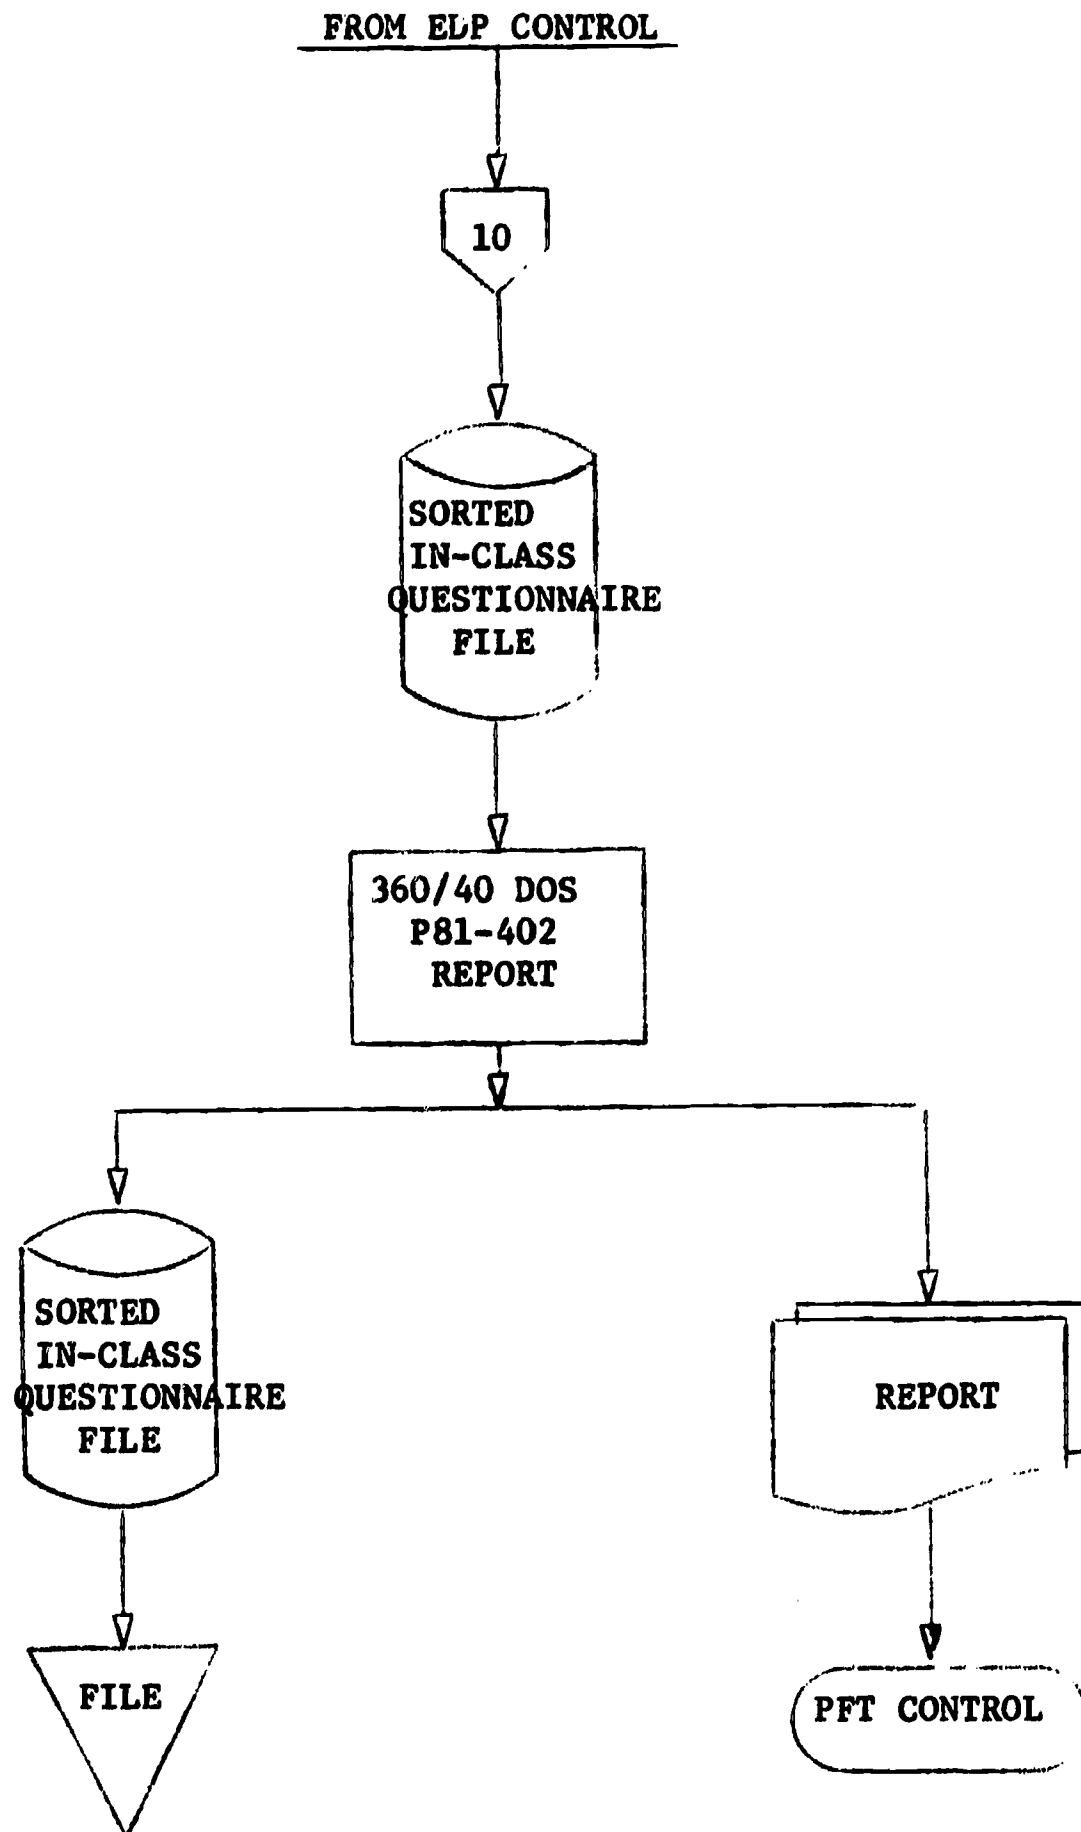 FROM EDP CONTROL
10
SORTED
IN-CLASS
QUESTIONNAIRE
FILE
360/40 DOS
P81-402
REPORT
SORTED
IN-CLASS
QUESTIONNAIRE
FILE
REPORT
FILE
PFT CONTROL